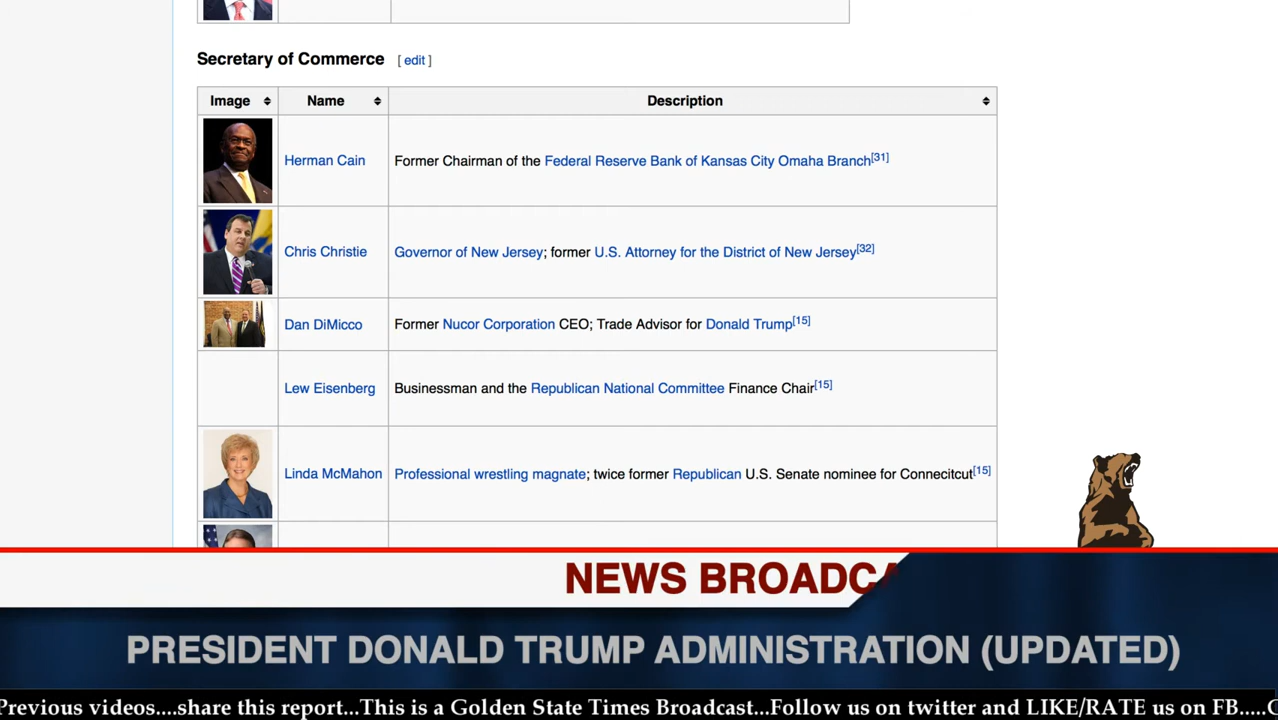 Secretary of Commerce [ edit ]
Image Name Description
Herman Cain Former Chairman of the Federal Reserve Bank of Kansas City Omaha Branch[31]
Chris Christie Governor of New Jersey; former U.S. Attorney for the District of New Jersey[32]
Dan DiMicco Former Nucor Corporation CEO; Trade Advisor for Donald Trump[15]
Lew Eisenberg Businessman and the Republican National Committee Finance Chair[15]
Linda McMahon Professional wrestling magnate; twice former Republican U.S. Senate nominee for Connecitcut[15]
NEWS BROADCA
PRESIDENT DONALD TRUMP ADMINISTRATION (UPDATED)
Previous videos....share this report...This is a Golden State Times Broadcast...Follow us on twitter and LIKE/RATE us on FB....